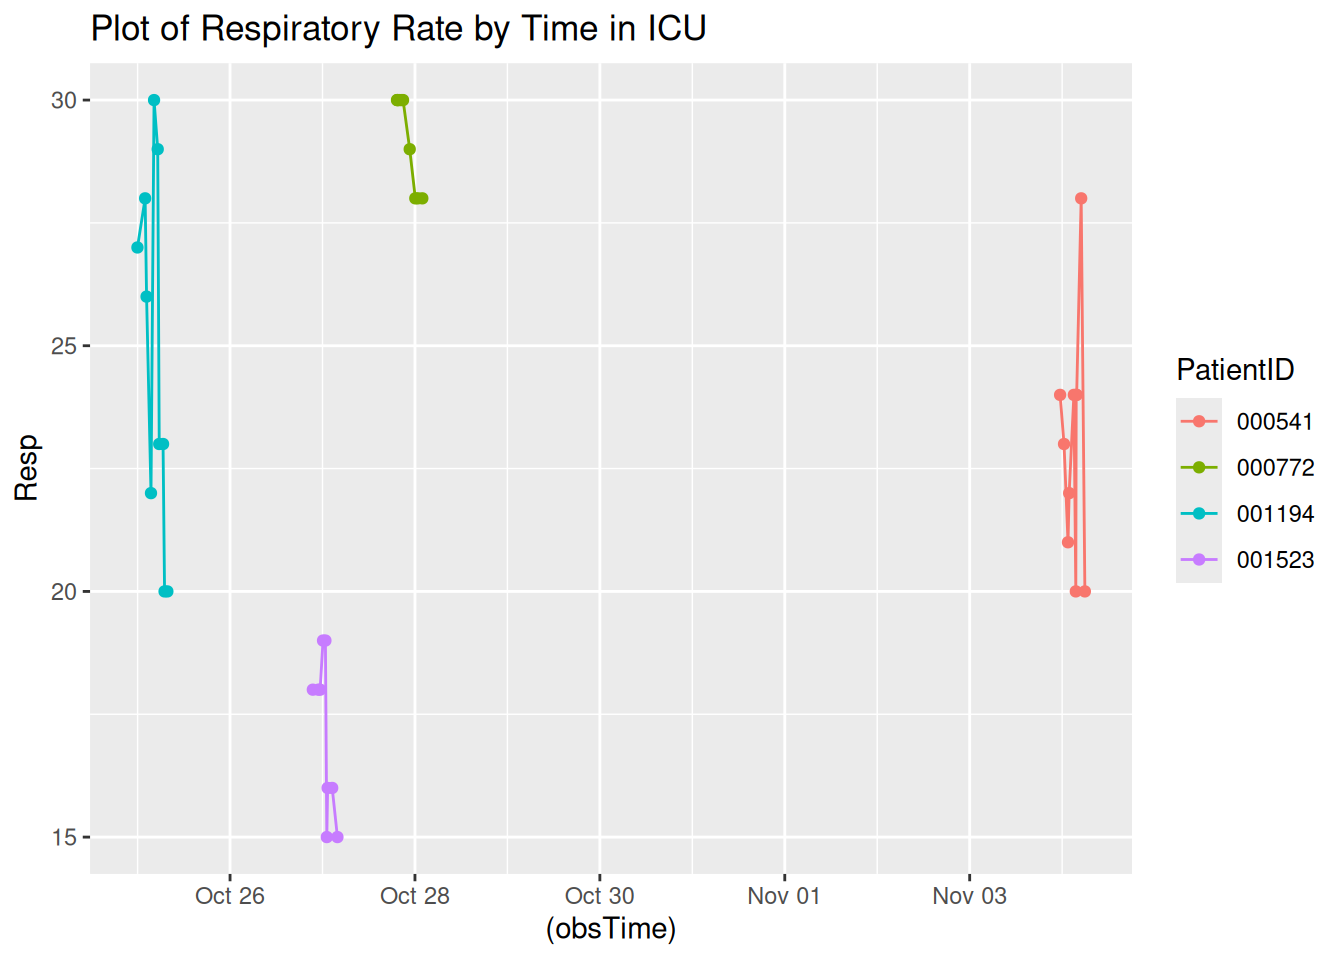 Plot of Respiratory Rate by Time in ICU
30
25
20
15
Resp
Oct 26
Oct 28
Oct 30
Nov 01
Nov 03
(obsTime)
PatientID
000541
000772
001194
001523